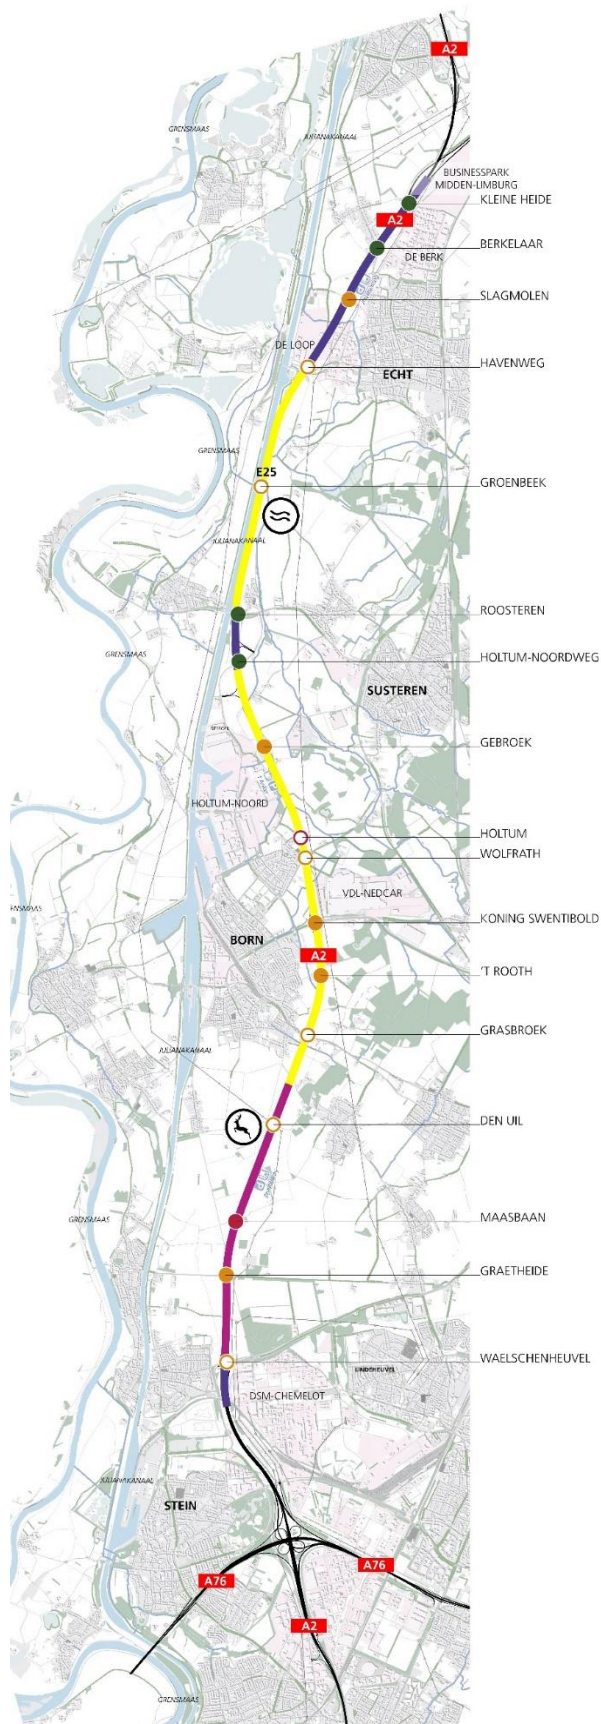 A2
GRENSMAAS
JULIANAKANAAL
BUSINESSPARK
MIDDEN-LIMBURG
KLEINE HEIDE
A2
BERKELAAR
DE BERK
SLAGMOLEN
DE LOOP
HAVENWEG
ECHT
GRENSMAAS
E25
GROENBEEK
JULIANAKANAAL
ROOSTEREN
GRENSMAAS
HOLTUM-NOORDWEG
SUSTEREN
GEBROEK
HOLTUM-NOORD
HOLTUM
WOLFRATH
VDL-NEDCAR
GRENSMAAS
KONING SWENTIBOLD
BORN
A2
'T ROOTH
GRASBROEK
JULIANAKANAAL
DEN UIL
GRENSMAAS
MAASBAAN
GRAETHEIDE
WAELSCHENHEUVEL
LINDENHEUVEL
DSM-CHEMELOT
JULIANAKANAAL
STEIN
A76
A76
A2
GRENSMAAS